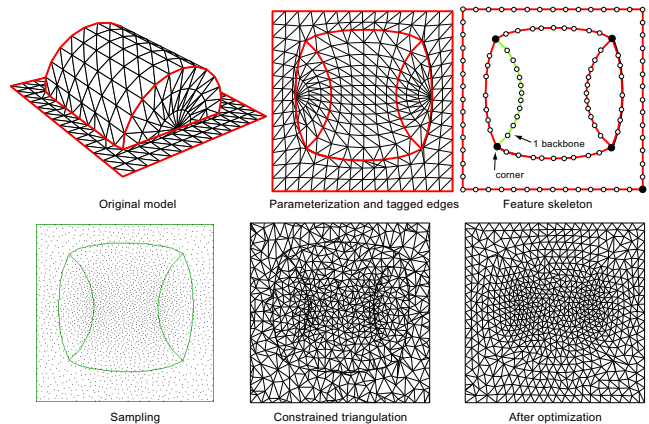 1 backbone
corner
Original model
Parameterization and tagged edges
Feature skeleton
Sampling
Constrained triangulation
After optimization